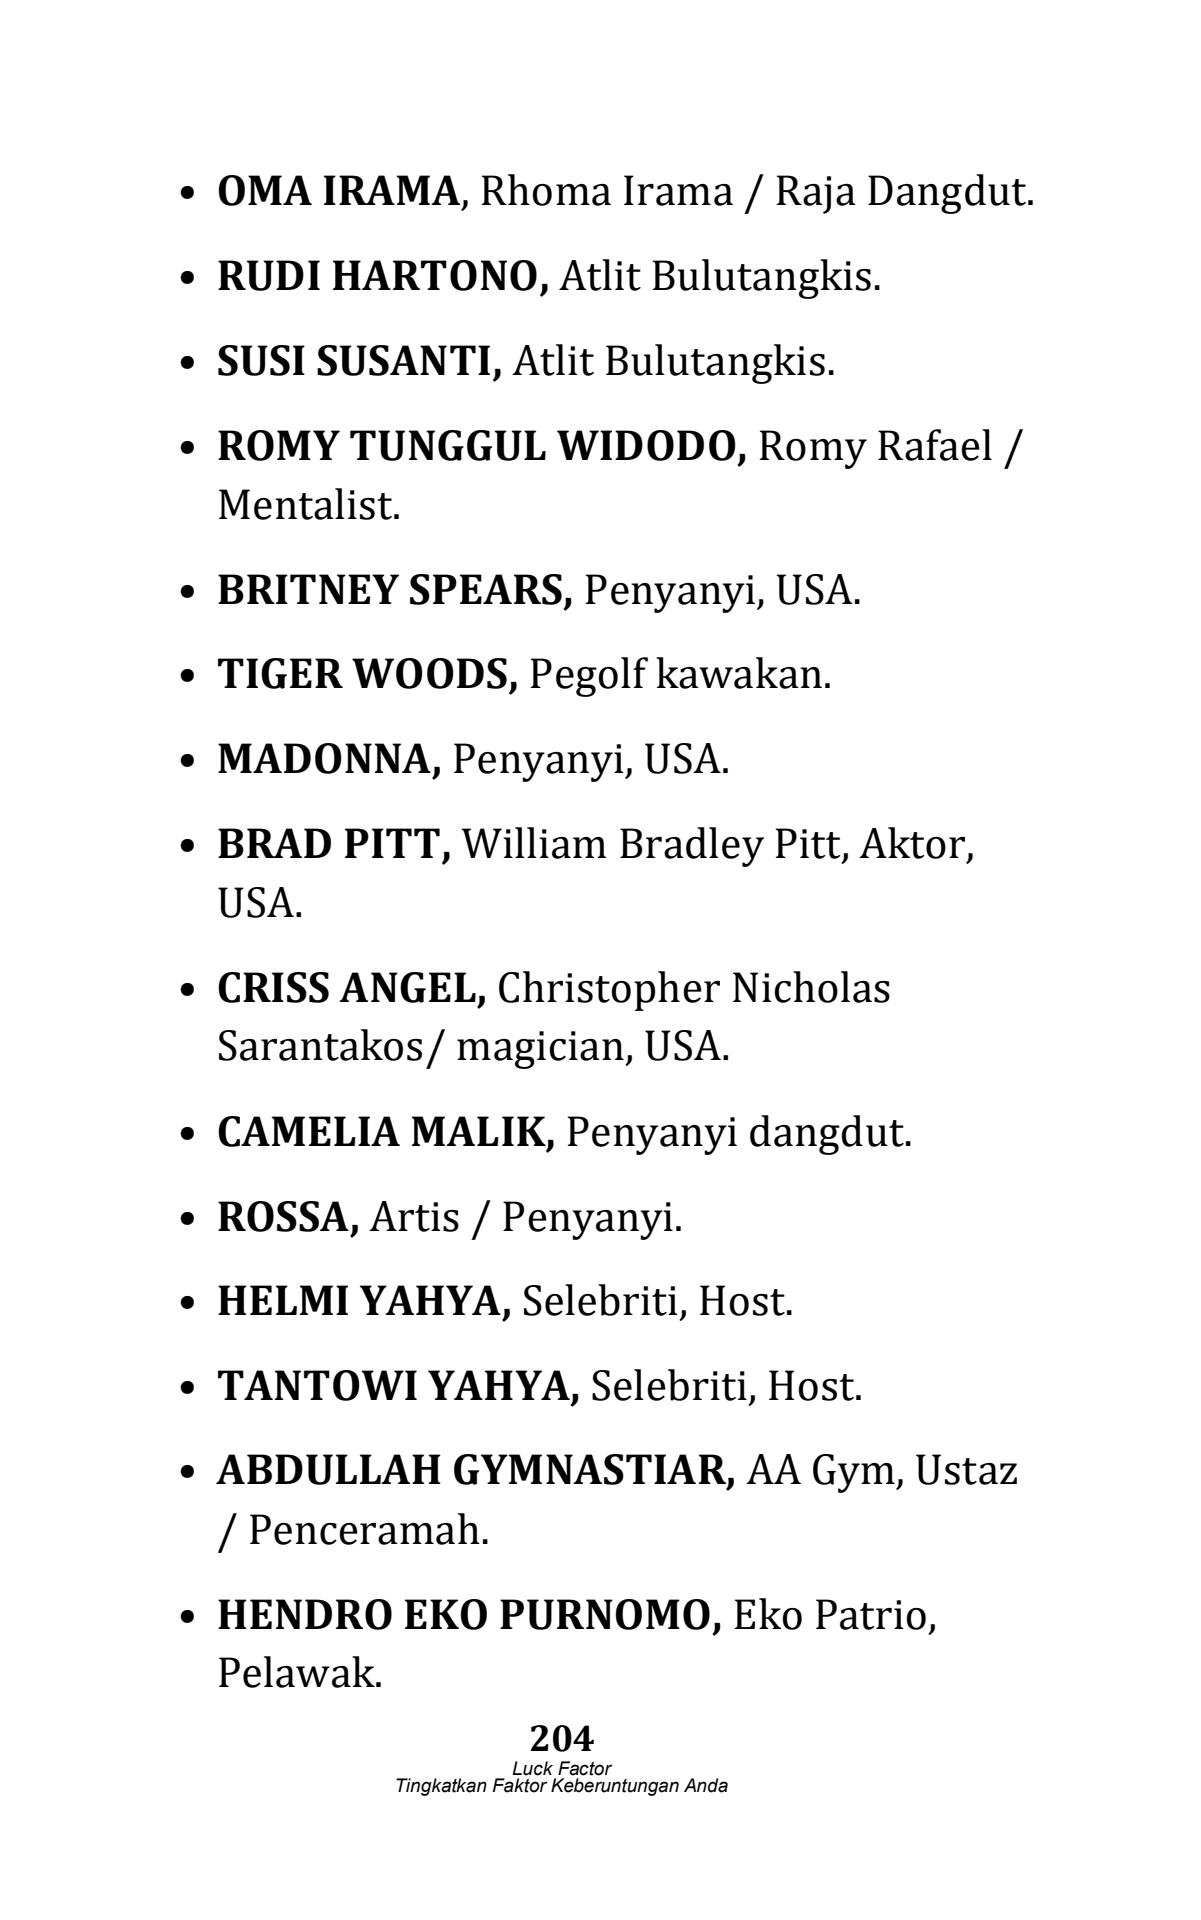 • OMA IRAMA, Rhoma Irama / Raja Dangdut.
• RUDI HARTONO, Atlit Bulutangkis.
• SUSI SUSANTI, Atlit Bulutangkis.
• ROMY TUNGGUL WIDODO, Romy Rafael /
Mentalist.
• BRITNEY SPEARS, Penyanyi, USA.
• TIGER WOODS, Pegolf kawakan.
• MADONNA, Penyanyi, USA.
• BRAD PITT, William Bradley Pitt, Aktor,
USA.
• CRISS ANGEL, Christopher Nicholas
Sarantakos/ magician, USA.
• CAMELIA MALIK, Penyanyi dangdut.
• ROSSA, Artis / Penyanyi.
• HELMI YAHYA, Selebriti, Host.
• TANTOWI YAHYA, Selebriti, Host.
• ABDULLAH GYMNASTIAR, AA Gym, Ustaz
/ Penceramah.
• HENDRO EKO PURNOMO, Eko Patrio,
Pelawak.
204
Luck Factor
Tingkatkan Faktor Keberuntungan Anda